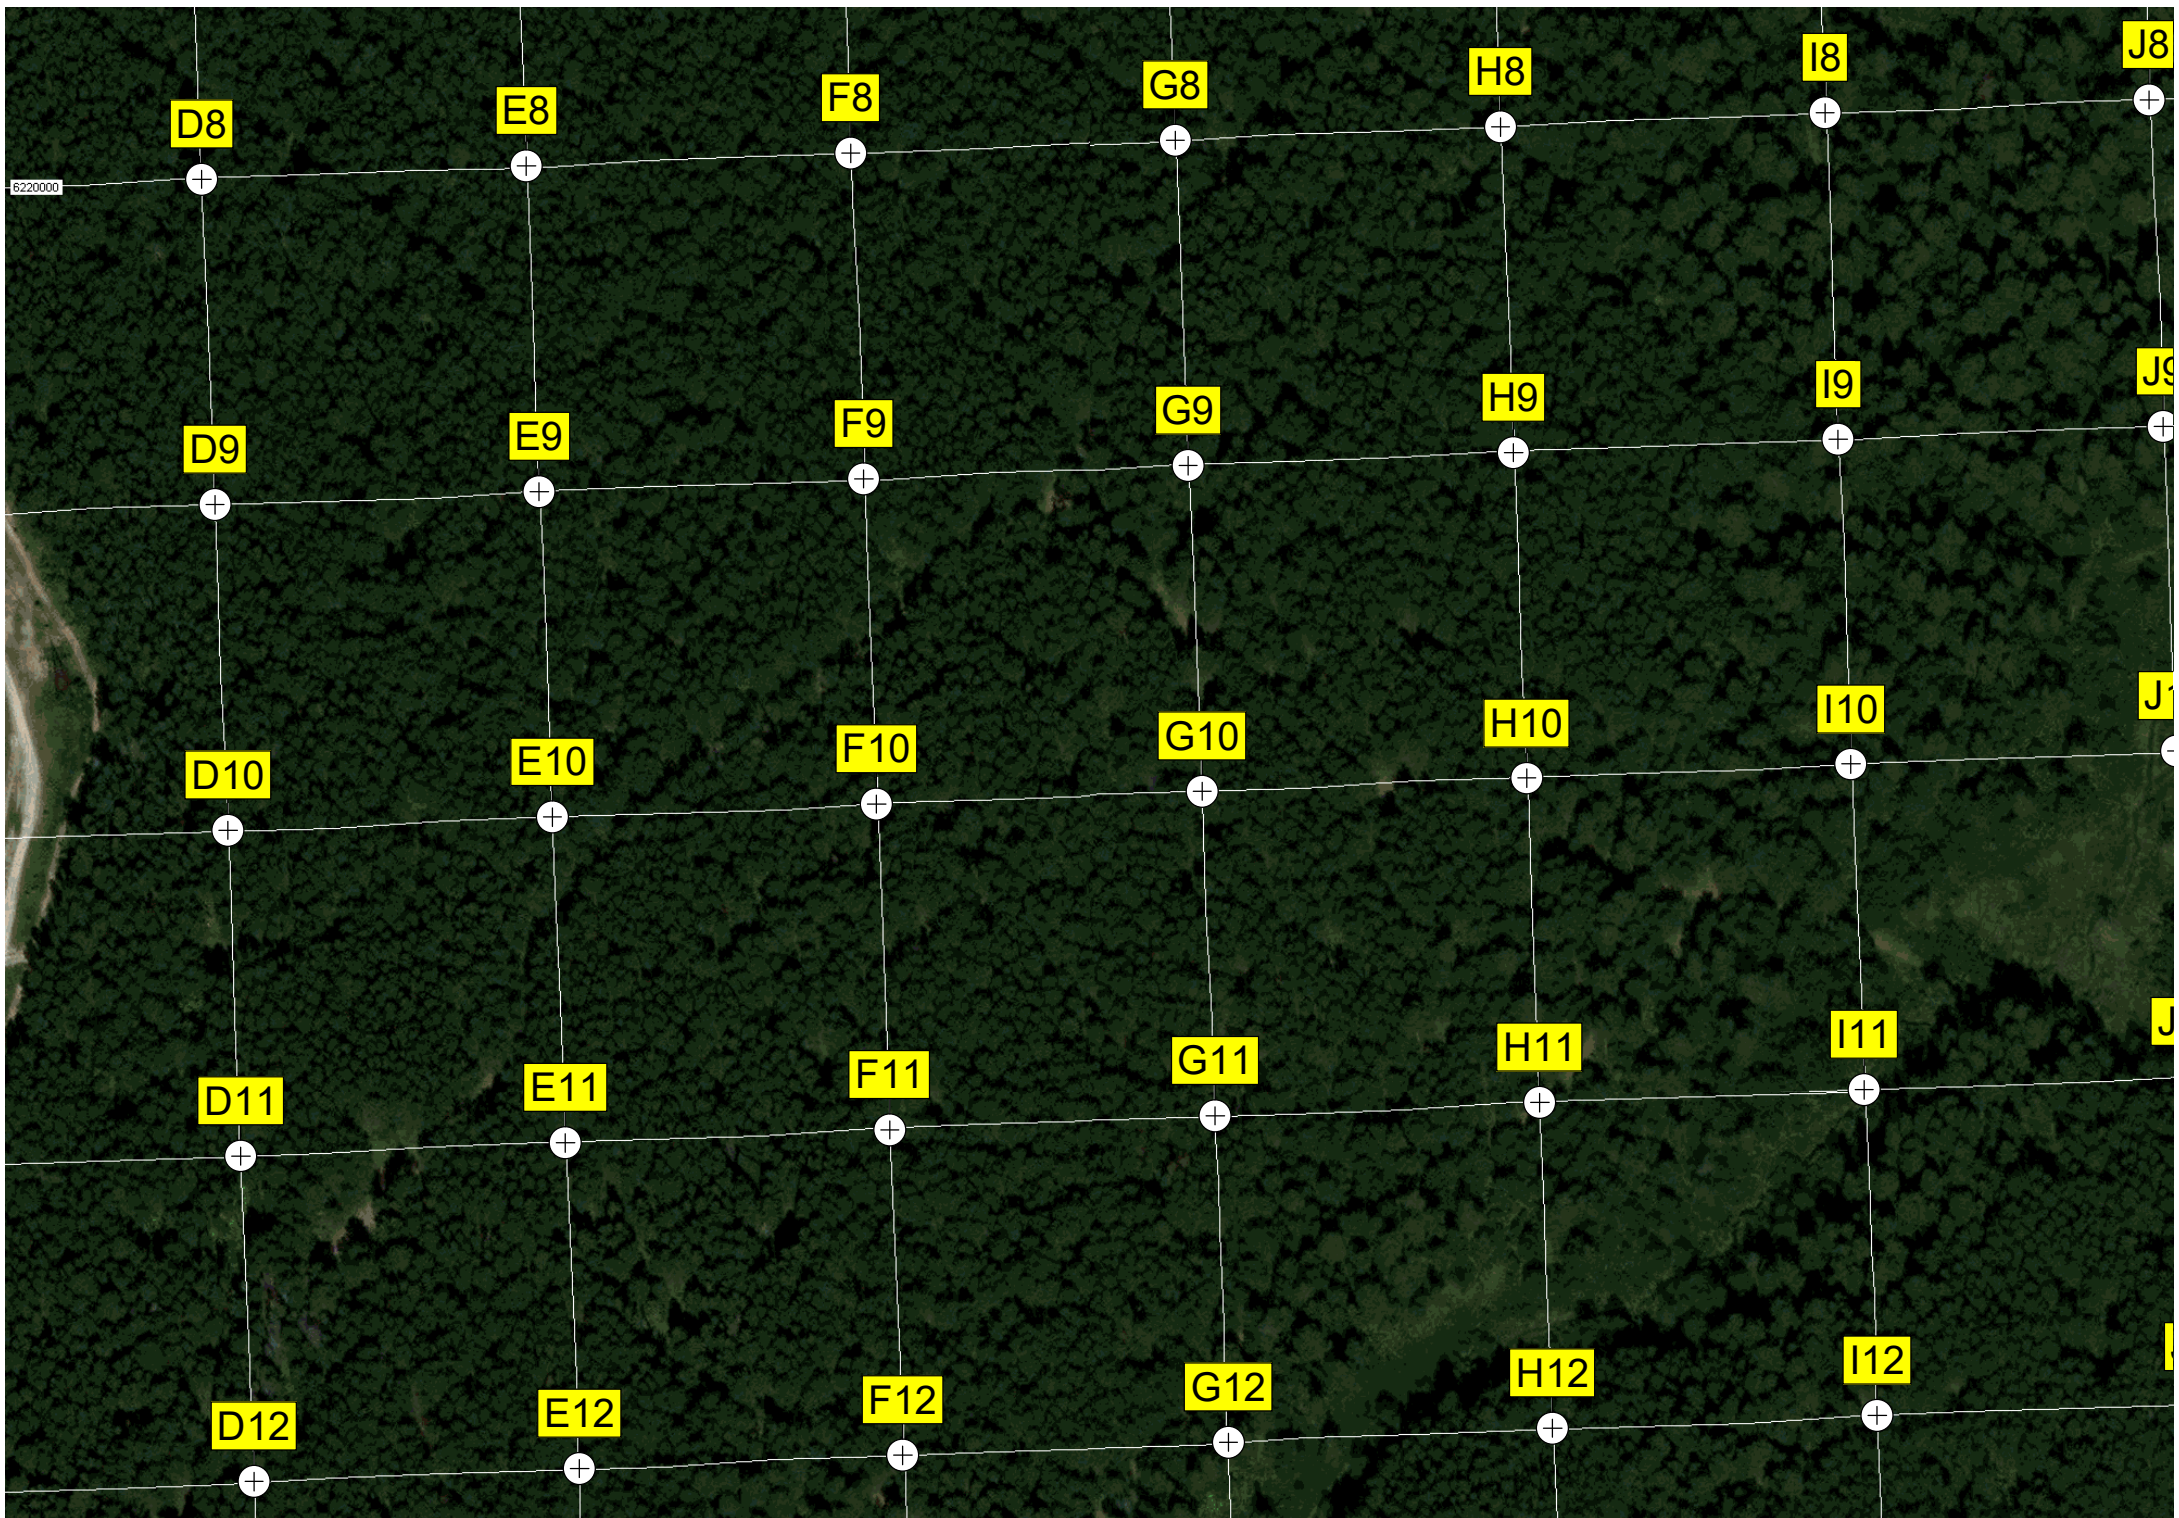 D8 E8 F8 G8 H8 I8 J8
6220000
D9 E9 F9 G9 H9 I9 J9
D10 E10 F10 G10 H10 I10 J1
D11 E11 F11 G11 H11 I11 J
D12 E12 F12 G12 H12 I12